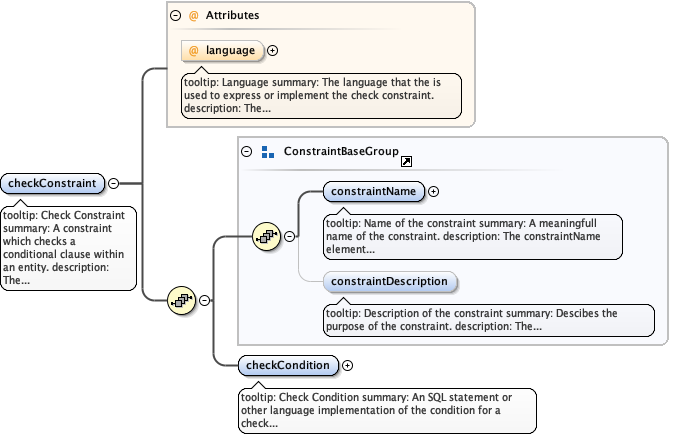 @ Attributes
@ language
tooltip: Language summary: The language that the is
used to express or implement the check constraint.
description: The...
ConstraintBaseGroup
checkConstraint
tooltip: Check Constraint
summary: A constraint
which checks a
conditional clause within
an entity. description:
The...
constraintName
tooltip: Name of the constraint summary: A meaningfull
name of the constraint. description: The constraintName
element...
constraintDescription
tooltip: Description of the constraint summary: Descibes the
purpose of the constraint. description: The...
checkCondition
tooltip: Check Condition summary: An SQL statement or
other language implementation of the condition for a
check...